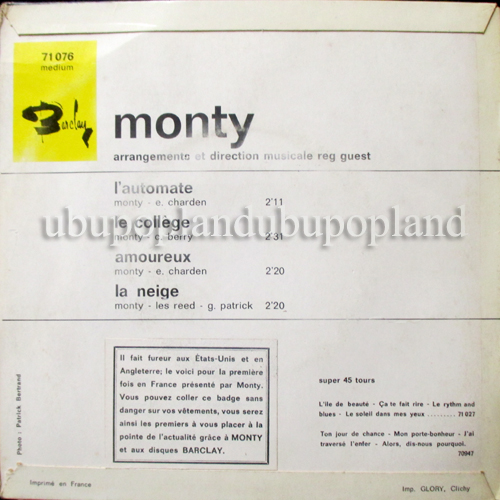 71 076
medium
Barclay
monty
arrangements et direction musicale reg guest
l'automate
monty - e. charden 2'11
le collège
monty - c. berry 2'31
ubupoplandubupopland
amoureux
monty - e. charden 2'20
la neige
monty - les reed - g. patrick 2'20
Il fait fureur aux États-Unis et en
Angleterre; le voici pour la première
fois en France présenté par Monty.
Vous pouvez coller ce badge sans
danger sur vos vêtements, vous serez
ainsi les premiers à vous placer à la
pointe de l'actualité grâce à MONTY
et aux disques BARCLAY.
super 45 tours
L'ile de beauté - Ça te fait rire - Le rythm and
blues - Le soleil dans mes yeux ........ 71 027
Ton jour de chance - Mon porte-bonheur - J'ai
traversé l'enfer - Alors, dis-nous pourquoi.
70947
Photo : Patrick Bertrand
Imprimé en France
Imp. GLORY, Clichy